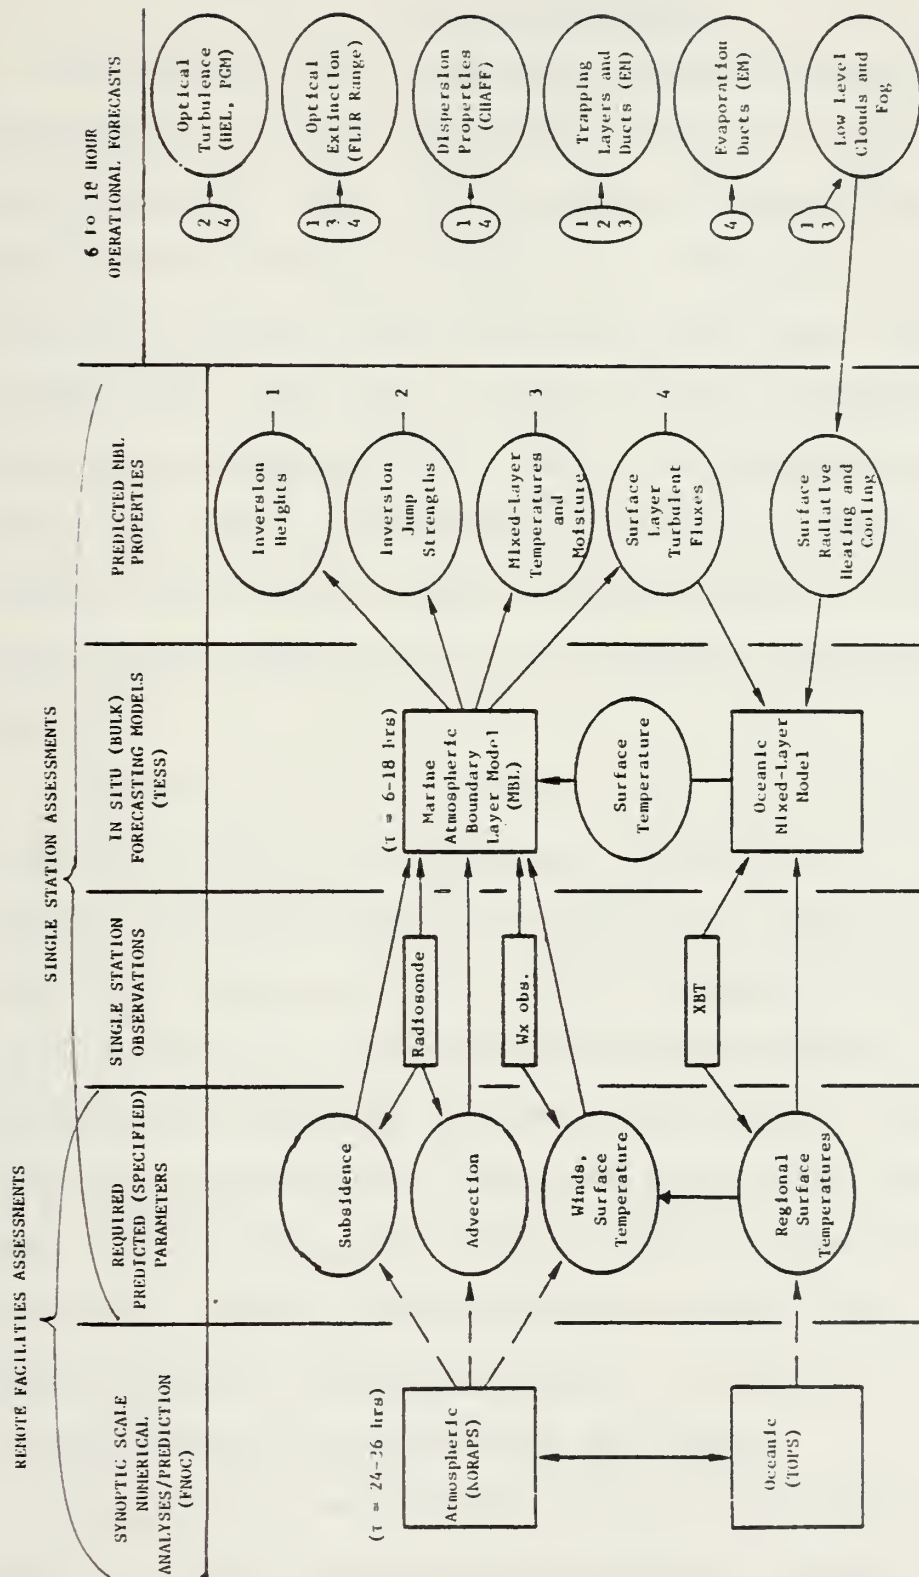 REMOTE FACILITIES ASSESSMENTS
SINGLE STATION ASSESSMENTS
SYNOPTIC SCALE
NUMERICAL
ANALYSES/PREDICTION
(FNOC)
REQUIRED
PREDICTED (SPECIFIED)
PARAMETERS
SINGLE STATION
OBSERVATIONS
IN SITU (BULK)
FORECASTING MODELS
(TESS)
PREDICTED MBL
PROPERTIES
6 to 18 HOUR
OPERATIONAL FORECASTS
(τ = 24-36 hrs)
Atmospheric
(NORAPS)
Oceanic
(TOPS)
Subsidence
Advection
Winds,
Surface
Temperature
Regional
Surface
Temperatures
Radiosonde
Wx obs.
XBT
(τ = 6-18 hrs)
Marine
Atmospheric
Boundary
Layer Model
(MBL)
Surface
Temperature
Oceanic
Mixed-Layer
Model
Inversion
Heights
1
Inversion
Jump
Strengths
2
Mixed-Layer
Temperatures
and
Moisture
3
Surface
Layer
Turbulent
Fluxes
4
Surface
Radiative
Heating and
Cooling
2
4
Optical
Turbulence
(HEL, PGM)
1
3
4
Optical
Extinction
(FLIR Range)
1
4
Dispersion
Properties
(CHAFF)
1
2
3
Trapping
Layers and
Ducts (EM)
4
Evaporation
Ducts (EM)
1
3
Low Level
Clouds and
Fog